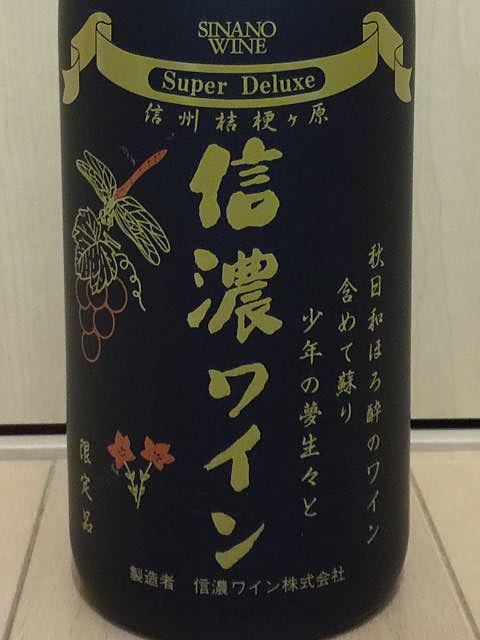 SINANO
WINE
Super Deluxe
信州桔梗ヶ原
信濃ワイン
秋日和ほろ酔のワイン
含めて蘇り
少年の夢生々と
限定品
製造者 信濃ワイン株式会社